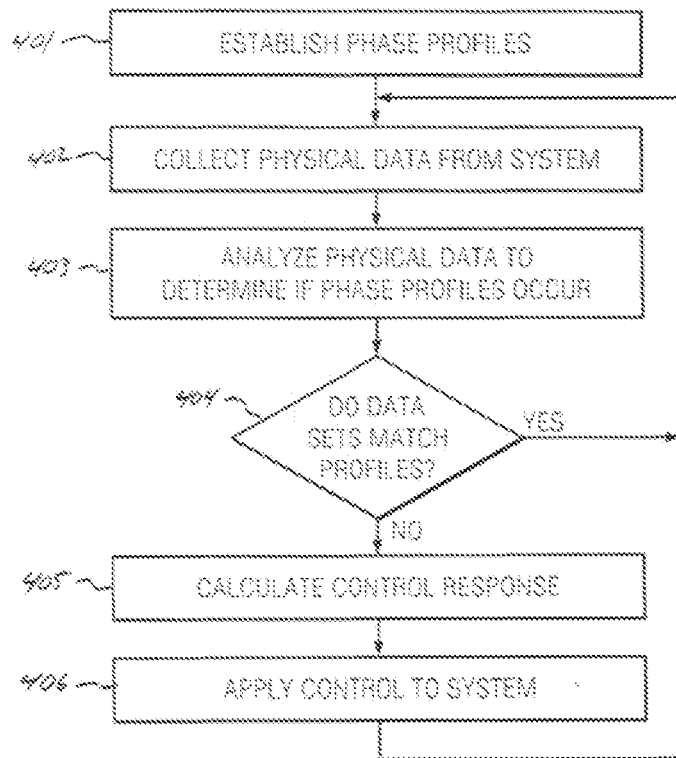 401
ESTABLISH PHASE PROFILES
402
COLLECT PHYSICAL DATA FROM SYSTEM
403
ANALYZE PHYSICAL DATA TO
DETERMINE IF PHASE PROFILES OCCUR
404
DO DATA
SETS MATCH
PROFILES?
YES
NO
405
CALCULATE CONTROL RESPONSE
406
APPLY CONTROL TO SYSTEM